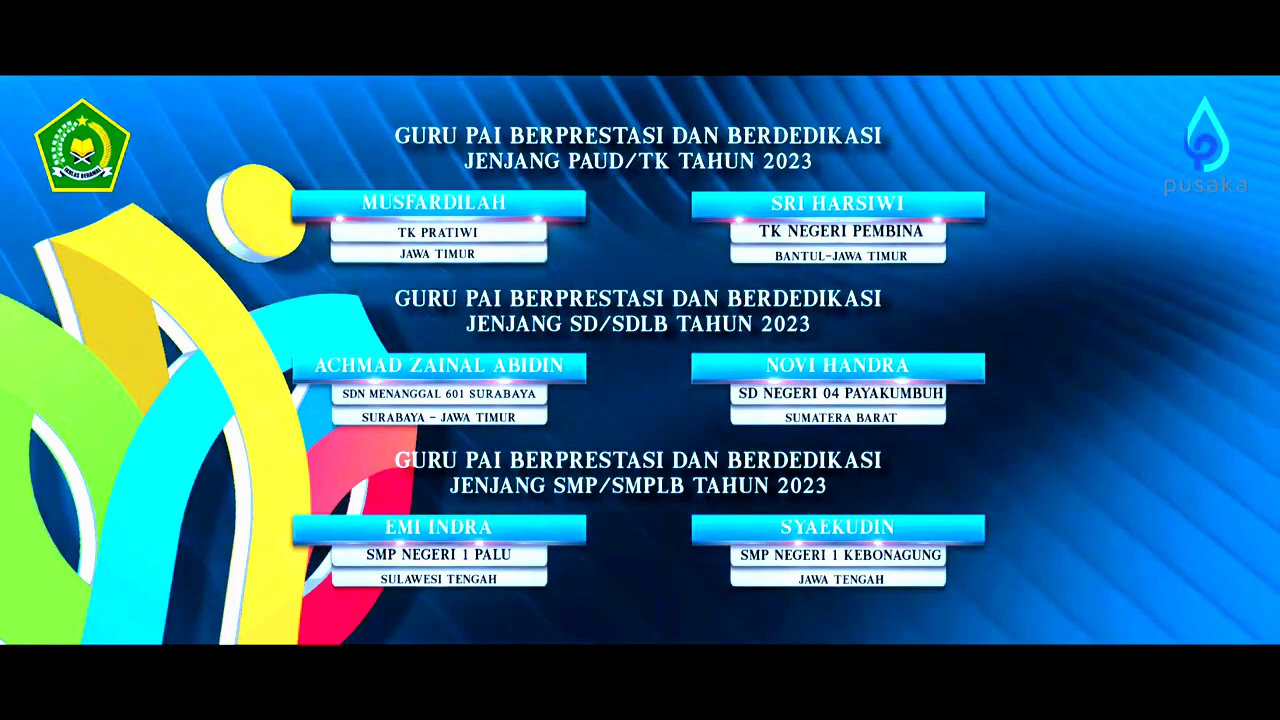 GURU PAI BERPRESTASI DAN BERDEDIKASI
JENJANG PAUD/TK TAHUN 2023
MUSFARDILAH
TK PRATIWI
JAWA TIMUR
SRI HARSIWI
TK NEGERI PEMBINA
BANTUL-JAWA TIMUR
GURU PAI BERPRESTASI DAN BERDEDIKASI
JENJANG SD/SDLB TAHUN 2023
ACHMAD ZAINAL ABIDIN
SDN MENANGGAL 601 SURABAYA
SURABAYA - JAWA TIMUR
NOVI HANDRA
SD NEGERI 04 PAYAKUMBUH
SUMATERA BARAT
GURU PAI BERPRESTASI DAN BERDEDIKASI
JENJANG SMP/SMPLB TAHUN 2023
EMI INDRA
SMP NEGERI 1 PALU
SULAWESI TENGAH
SYAEKUDIN
SMP NEGERI 1 KEBONAGUNG
JAWA TENGAH
IKHLAS BERAMAL
pusaka